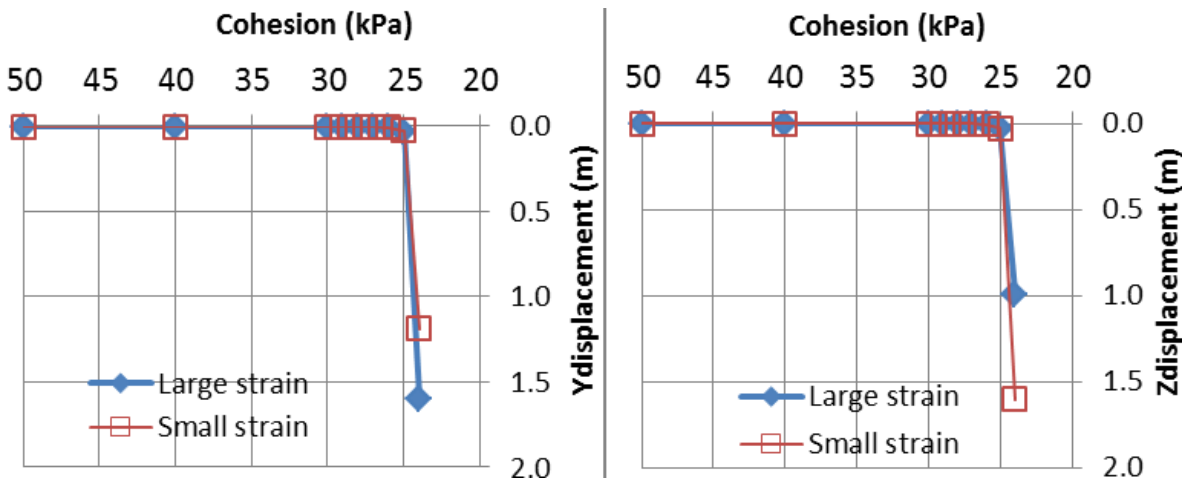 Cohesion (kPa)
50 45 40 35 30 25 20
0.0
0.5
1.0
1.5
2.0
Ydisplacement (m)
Large strain
Small strain
Cohesion (kPa)
50 45 40 35 30 25 20
0.0
0.5
1.0
1.5
2.0
Zdisplacement (m)
Large strain
Small strain